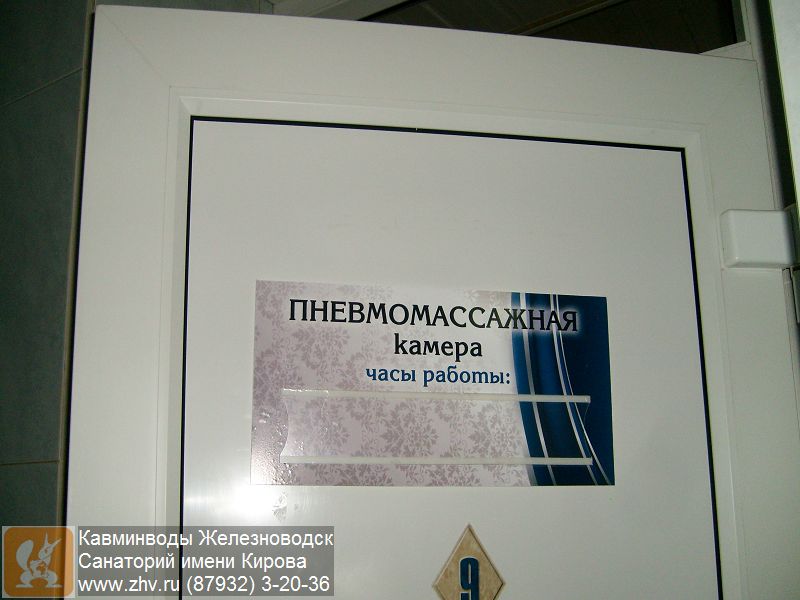 ПНЕВМОМАССАЖНАЯ
камера
часы работы:
9
Кавминводы Железноводск
Санаторий имени Кирова
www.zhv.ru (87932) 3-20-36